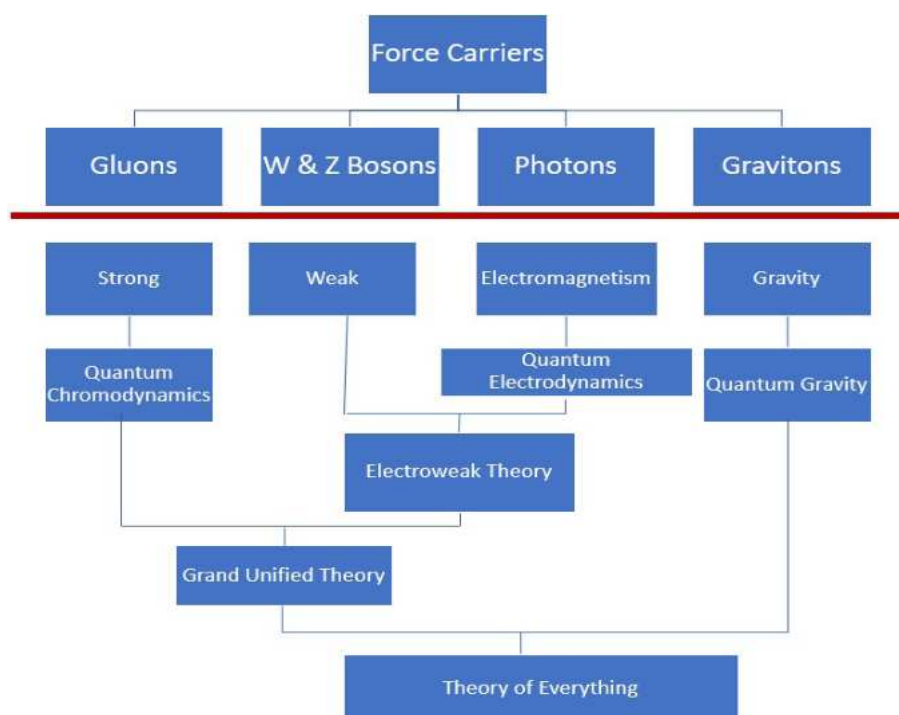 Force Carriers
Gluons
W & Z Bosons
Photons
Gravitons
Strong
Weak
Electromagnetism
Gravity
Quantum
Chromodynamics
Quantum
Electrodynamics
Quantum Gravity
Electroweak Theory
Grand Unified Theory
Theory of Everything